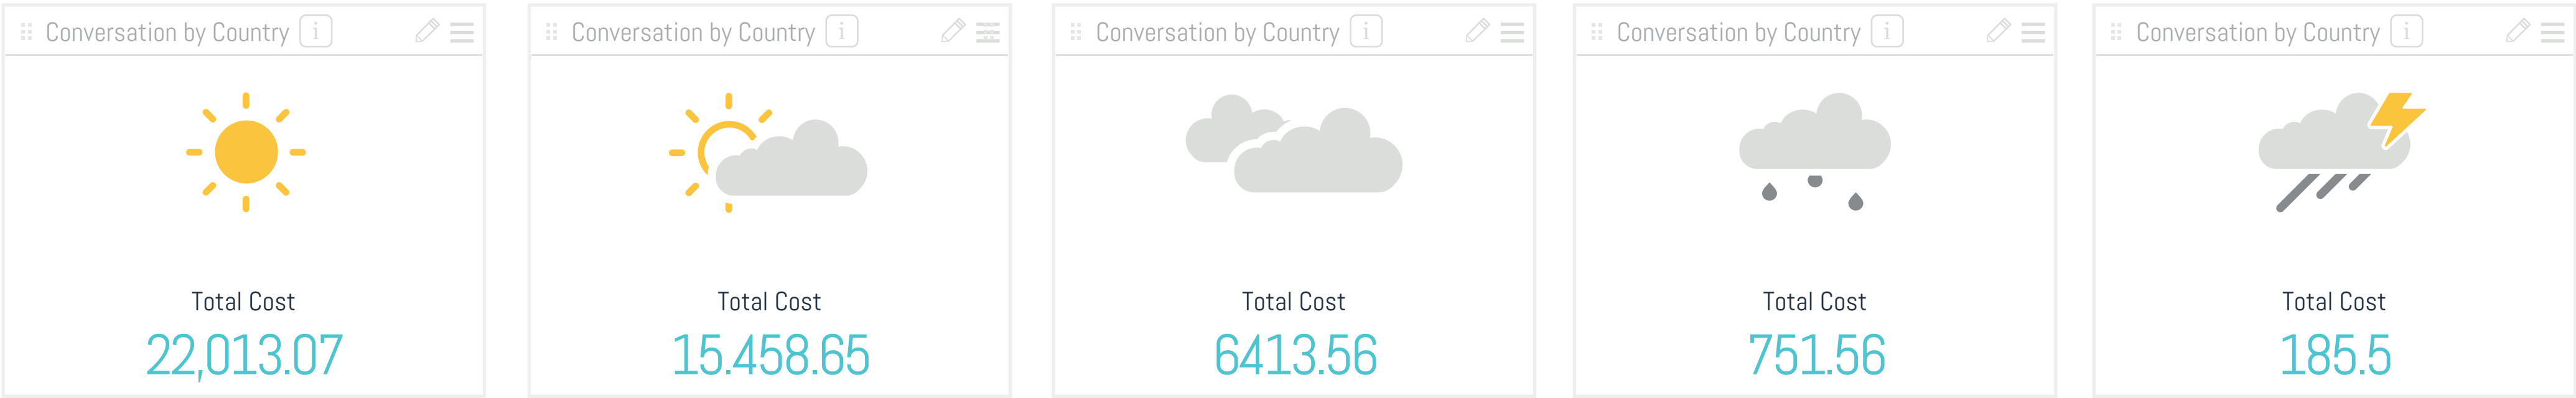 Conversation by Country i
Total Cost
22,013.07
Conversation by Country i
Total Cost
15.458.65
Conversation by Country i
Total Cost
6413.56
Conversation by Country i
Total Cost
751.56
Conversation by Country i
Total Cost
185.5